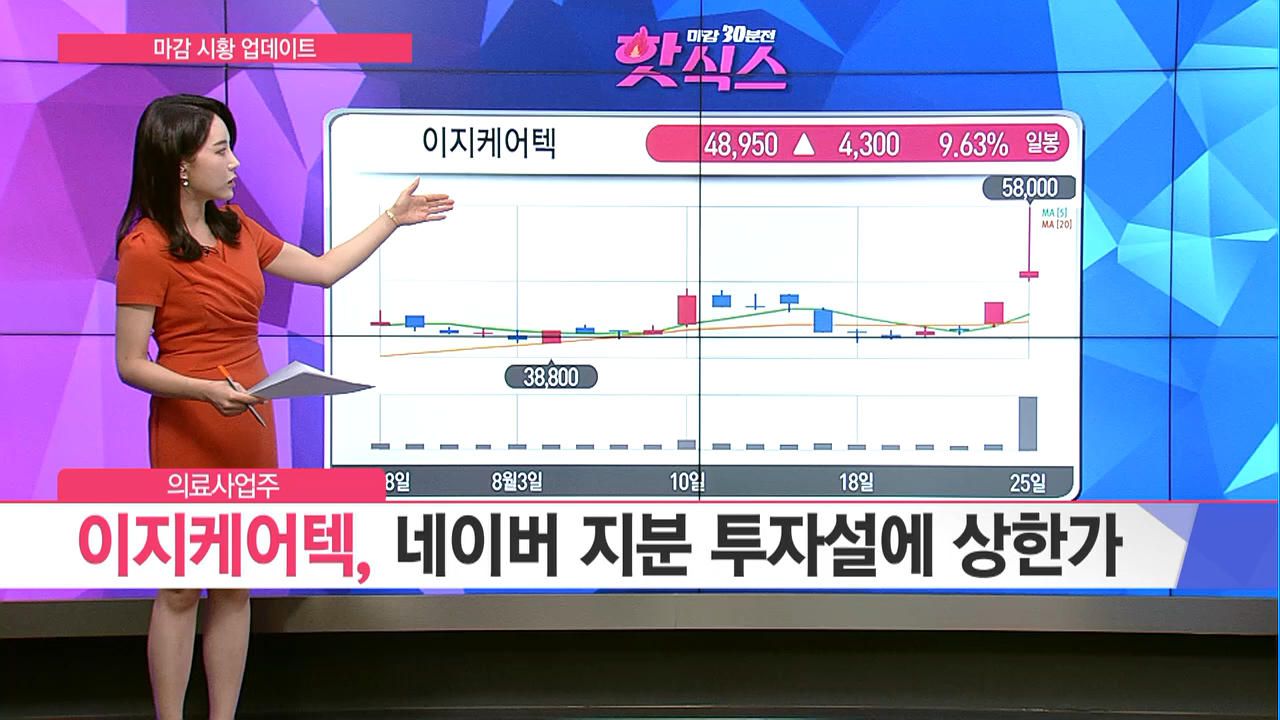 마감 시황 업데이트
마감 30분전
핫식스
이지케어텍 48,950 ▲ 4,300 9.63% 일봉
58,000
MA [5]
MA [20]
38,800
8일 8월3일 10일 18일 25일
의료사업주
이지케어텍, 네이버 지분 투자설에 상한가